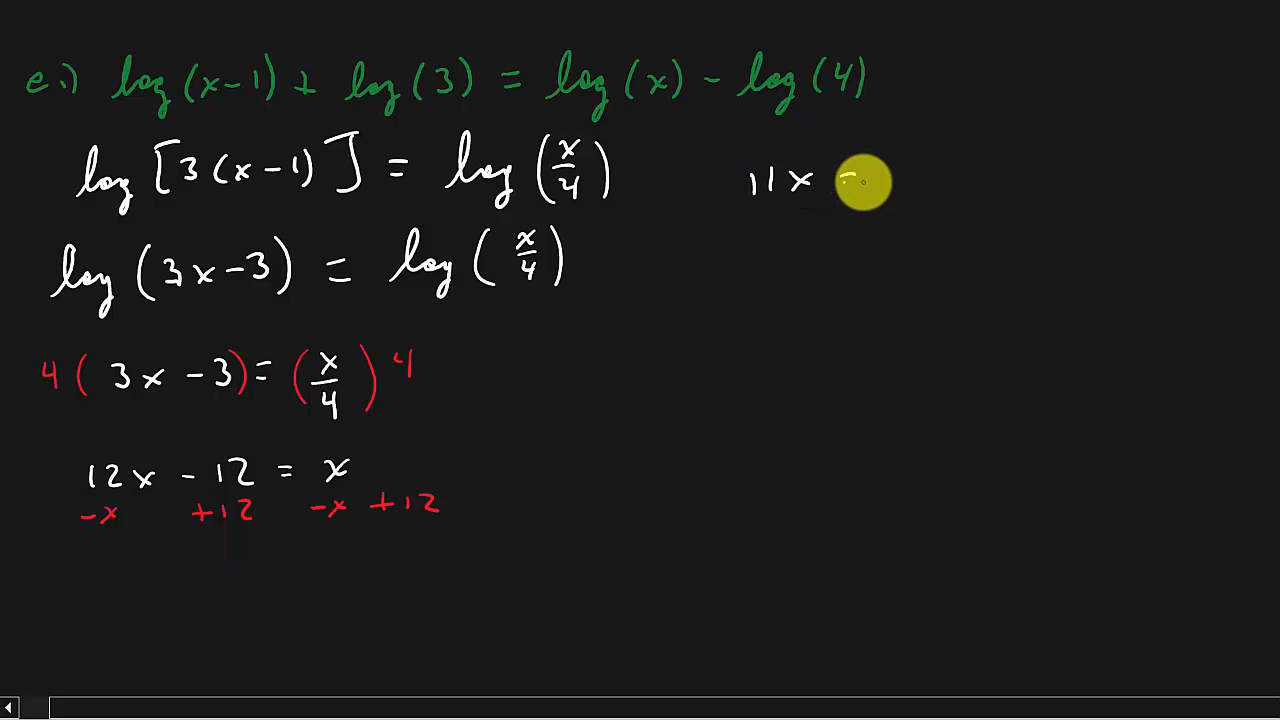 e.) log(x-1) + log(3) = log(x) - log(4)
log[3(x-1)] = log(x/4)
log(3x-3) = log(x/4)
4(3x-3) = (x/4)4
12x - 12 = x
-x +12 -x +12
11x =